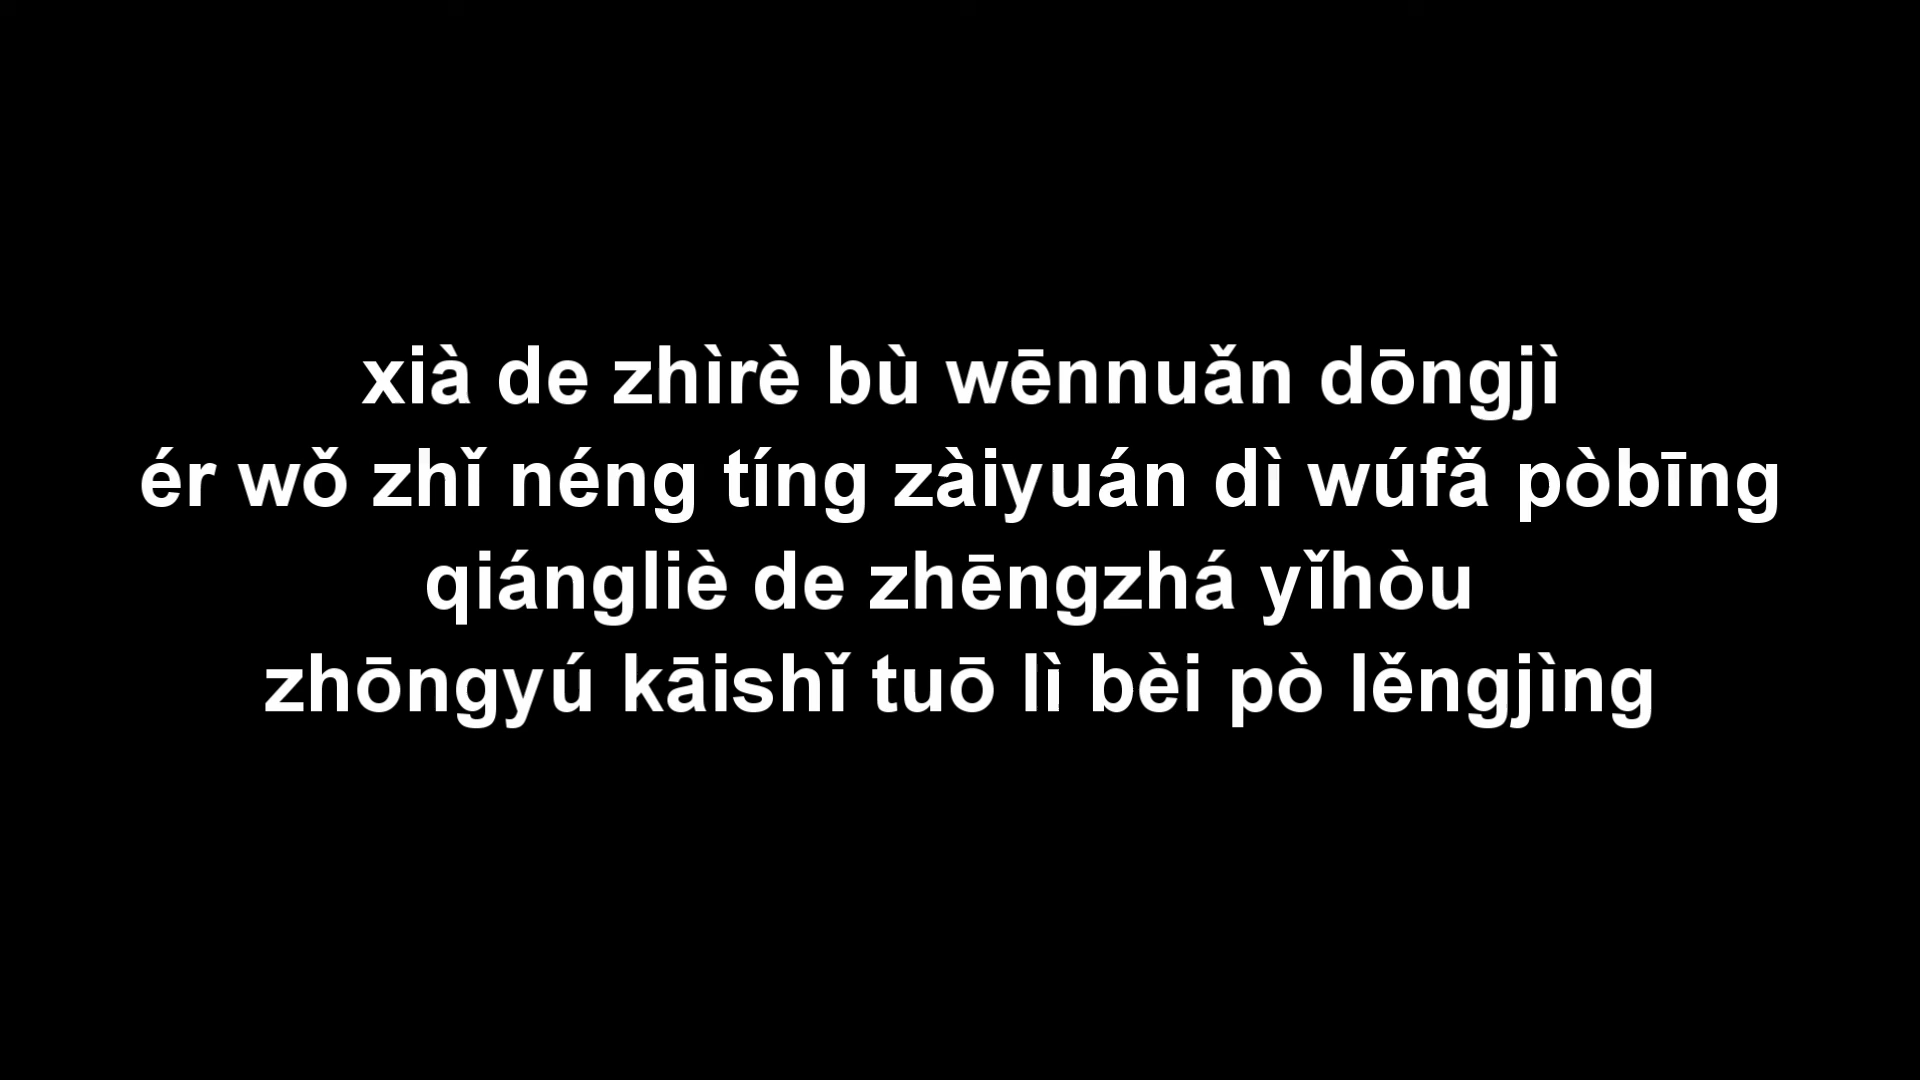 xià de zhìrè bù wēnnuǎn dōngjì
ér wǒ zhǐ néng tíng zàiyuán dì wúfǎ pòbīng
qiángliè de zhēngzhá yǐhòu
zhōngyú kāishǐ tuō lì bèi pò lěngjìng